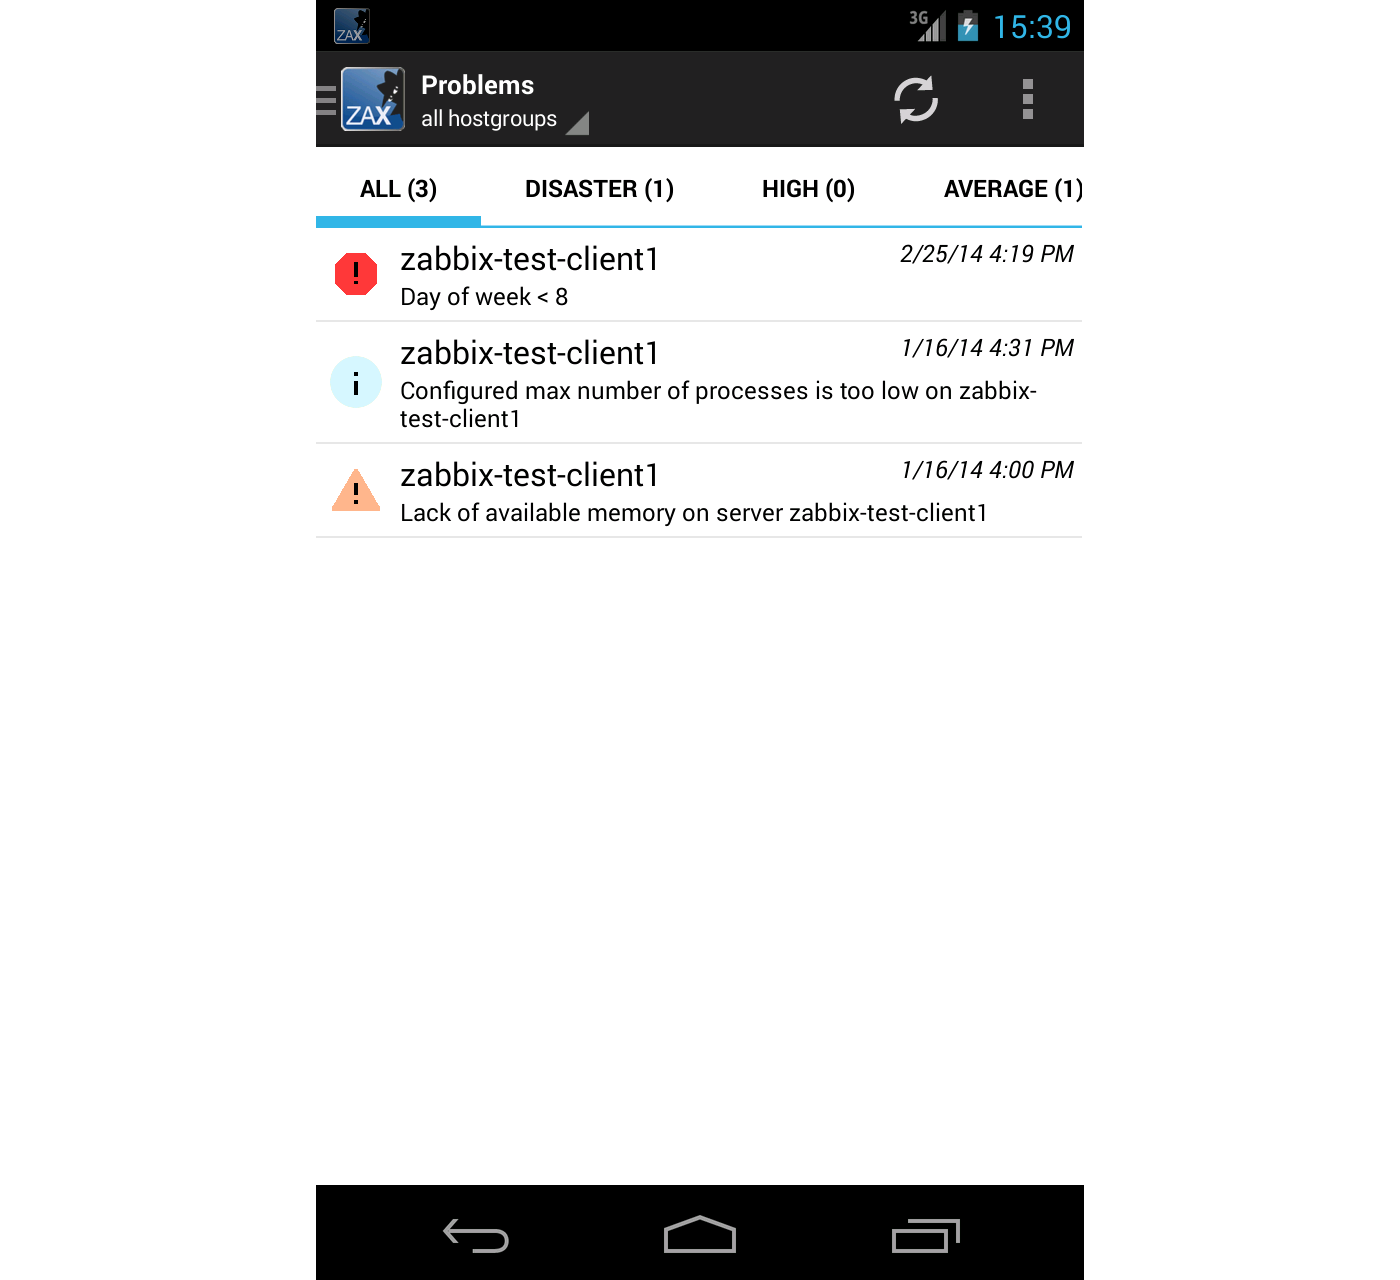 ZAX
3G 15:39
ZAX
Problems
all hostgroups
ALL (3) DISASTER (1) HIGH (0) AVERAGE (1)
zabbix-test-client1 2/25/14 4:19 PM
Day of week < 8
zabbix-test-client1 1/16/14 4:31 PM
Configured max number of processes is too low on zabbix-
test-client1
zabbix-test-client1 1/16/14 4:00 PM
Lack of available memory on server zabbix-test-client1